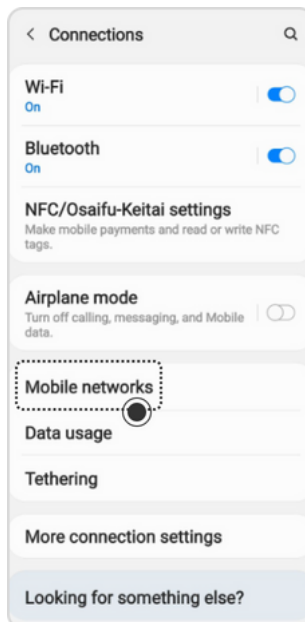 Connections
Wi-Fi
On
Bluetooth
On
NFC/Osaifu-Keitai settings
Make mobile payments and read or write NFC
tags.
Airplane mode
Turn off calling, messaging, and Mobile
data.
Mobile networks
Data usage
Tethering
More connection settings
Looking for something else?